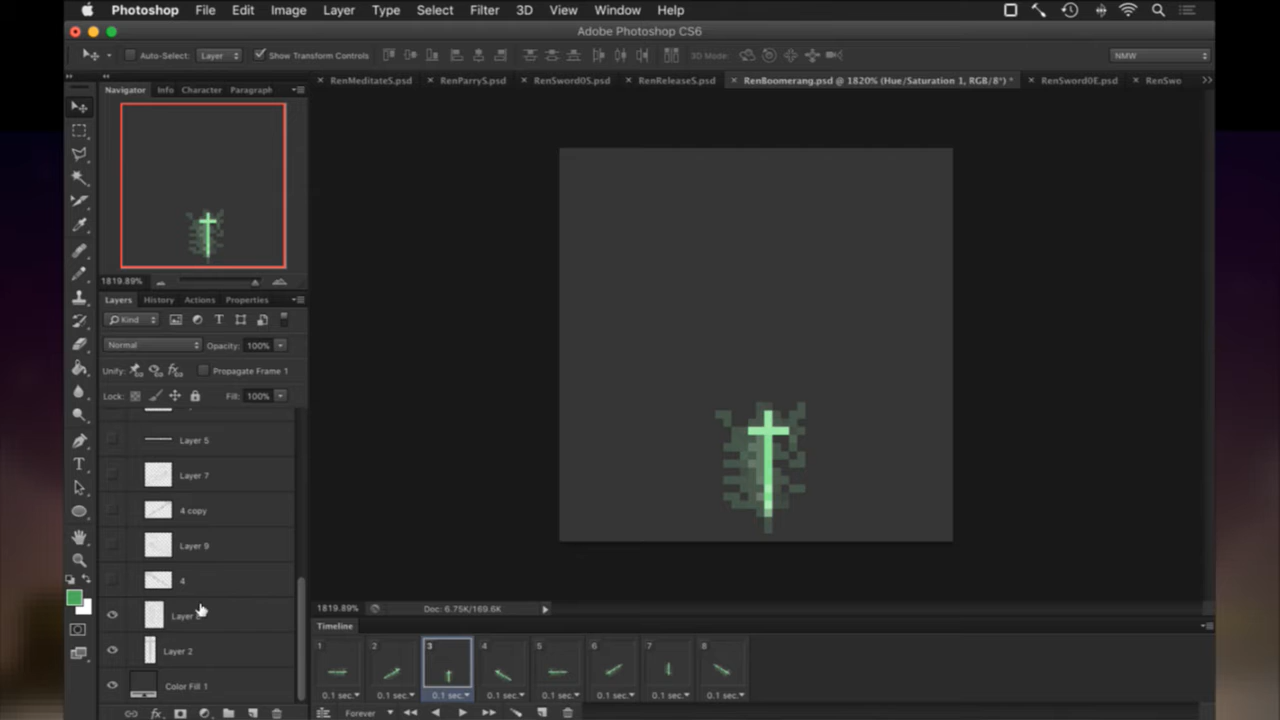 Photoshop File Edit Image Layer Type Select Filter 3D View Window Help
Adobe Photoshop CS6
Auto-Select: Layer Show Transform Controls 3D Mode: NMW
RenMeditateS.psd RenParryS.psd RenSword0S.psd RenReleaseS.psd RenBoomerang.psd @ 1820% (Hue/Saturation 1, RGB/8*) * RenSword0E.psd RenSwo
Navigator Info Character Paragraph
1819.89%
Layers History Actions Properties
Kind
Normal Opacity: 100%
Unify: Propagate Frame 1
Lock: Fill: 100%
Layer 5
Layer 7
4 copy
Layer 9
4
Layer
Layer 2
Color Fill 1
1819.89% Doc: 6.75K/169.6K
Timeline
1 2 3 4 5 6 7 8
0.1 sec. 0.1 sec. 0.1 sec. 0.1 sec. 0.1 sec. 0.1 sec. 0.1 sec. 0.1 sec.
Forever